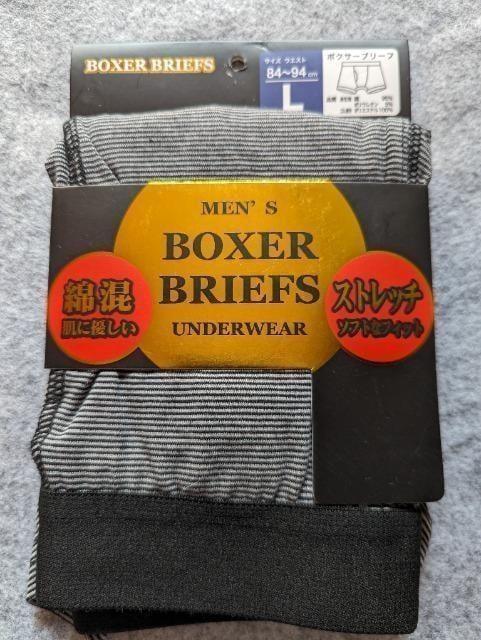 BOXER BRIEFS
サイズ ウエスト
84~94cm
L
ボクサーブリーフ
MEN'S
BOXER
BRIEFS
UNDERWEAR
綿混
肌に優しい
ストレッチ
ソフトなフィット